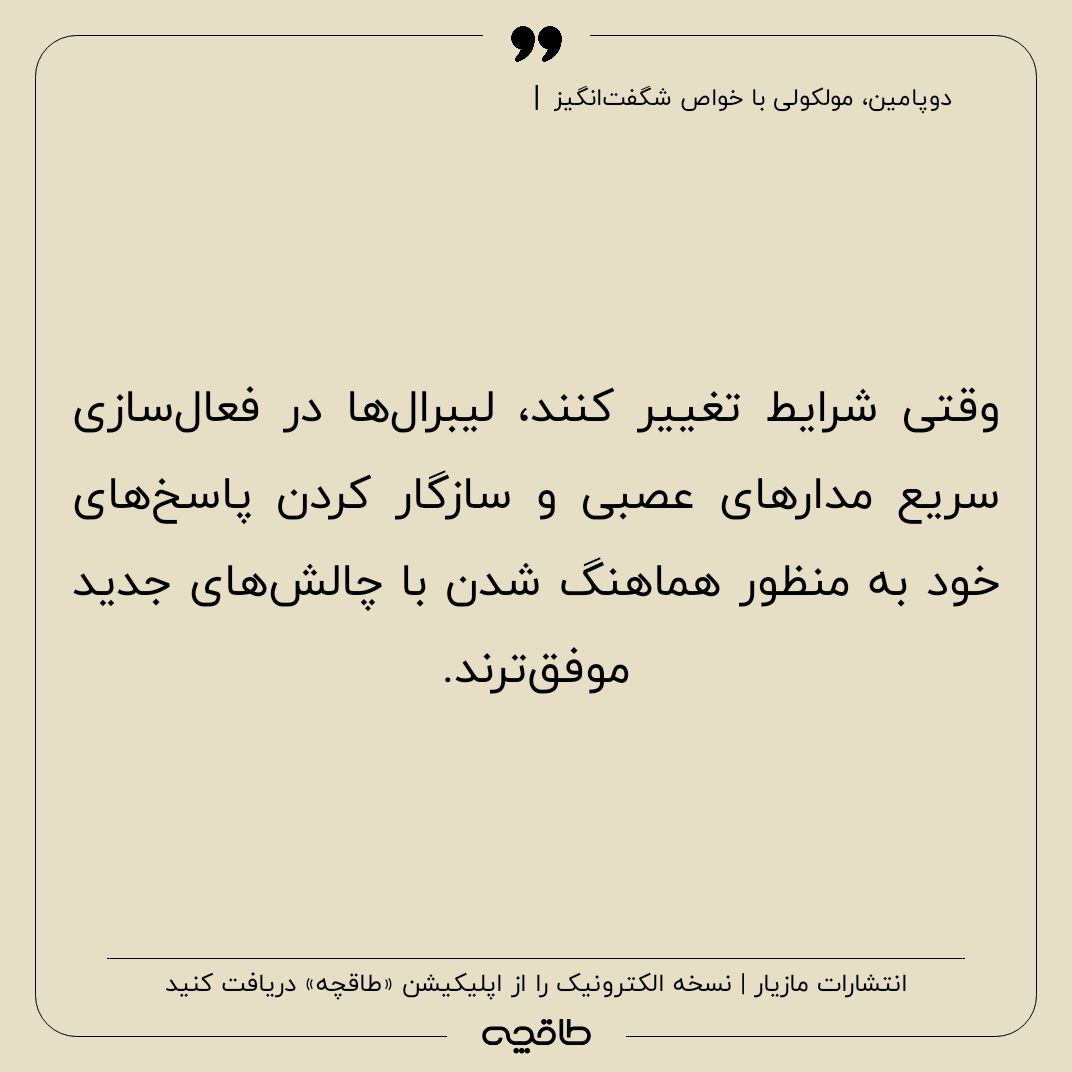 دوپامین، مولکولی با خواص شگفت‌انگیز |
وقتی شرایط تغییر کنند، لیبرال‌ها در فعال‌سازی
سریع مدارهای عصبی و سازگار کردن پاسخ‌های
خود به منظور هماهنگ شدن با چالش‌های جدید
موفق‌ترند.
انتشارات مازیار | نسخه الکترونیک را از اپلیکیشن «طاقچه» دریافت کنید
طاقچه